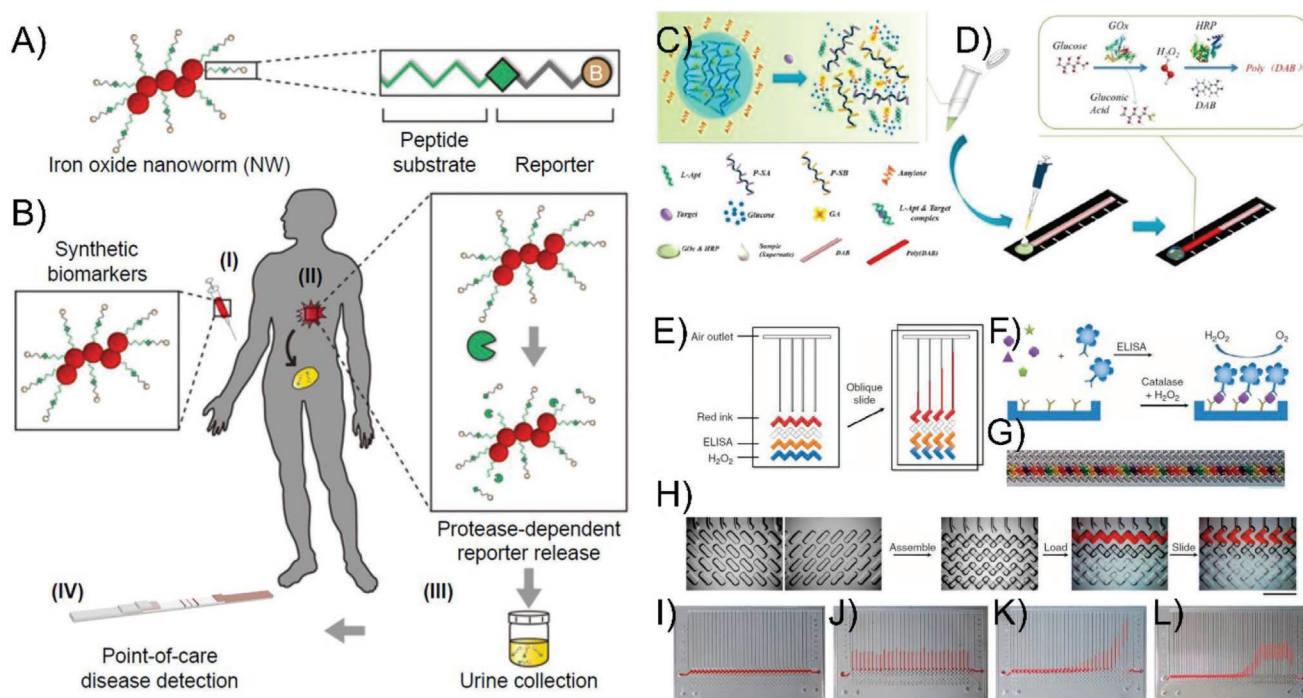 A)
B
Peptide
substrate
Reporter
Iron oxide nanoworm (NW)
B)
Synthetic
biomarkers
(I)
(II)
Protease-dependent
reporter release
(III)
Urine collection
(IV)
Point-of-care
disease detection
C)
Target
L-Apt
P-SA
P-SB
Amylose
Target
Glucose
GA
L-Apt & Target
complex
GOx & HRP
Sample
(Supernate)
DAB
Poly(DAB)
D)
GOx
HRP
Glucose
H2O2
Poly (DAB)
Gluconic
Acid
DAB
E)
Air outlet
Oblique
slide
Red ink
ELISA
H2O2
F)
H2O2
O2
+
ELISA
Catalase
+ H2O2
G)
H)
Assemble
Load
Slide
I)
J)
K)
L)